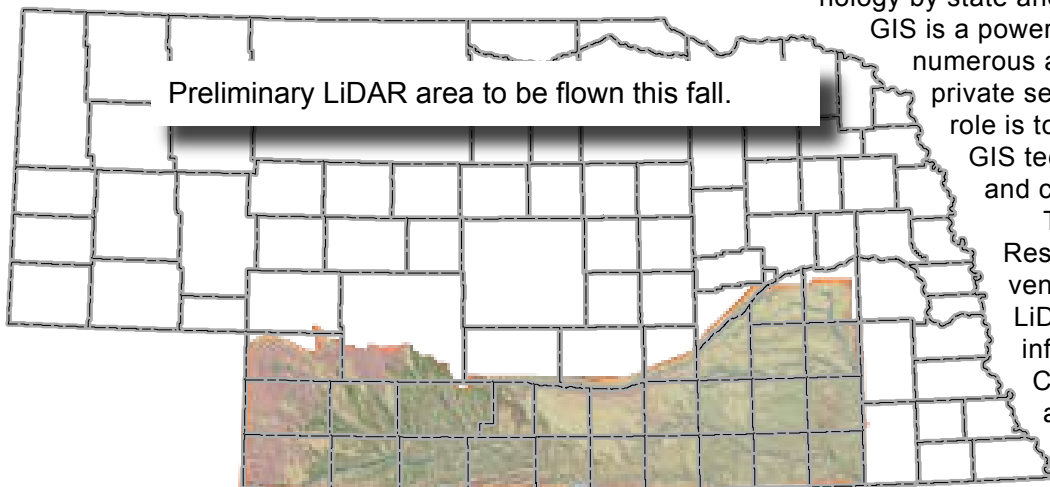 Preliminary LiDAR area to be flown this fall.
by state and
GIS is a power
numerous a
private se
role is to
GIS tec
and o
T
Res
ven
LiD
inf
C
a